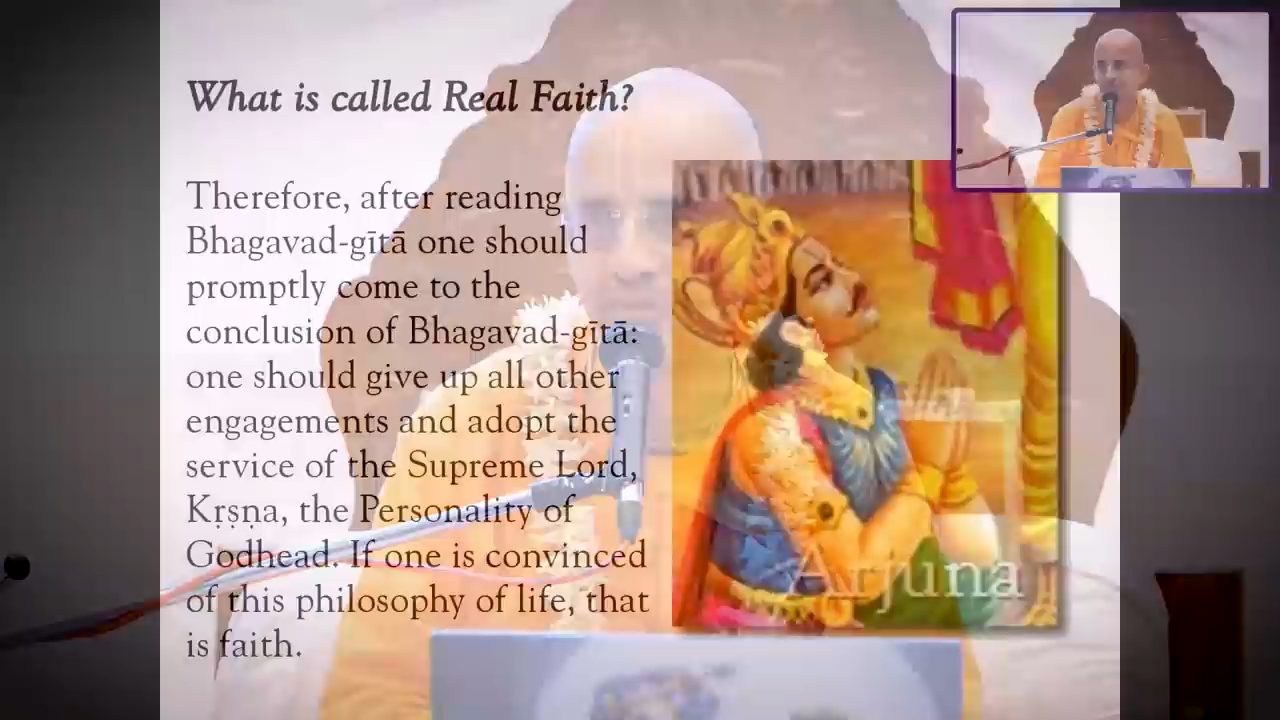 What is called Real Faith?
Therefore, after reading
Bhagavad-gītā one should
promptly come to the
conclusion of Bhagavad-gītā:
one should give up all other
engagements and adopt the
service of the Supreme Lord,
Kṛṣṇa, the Personality of
Godhead. If one is convinced
of this philosophy of life, that
is faith.
Arjuna